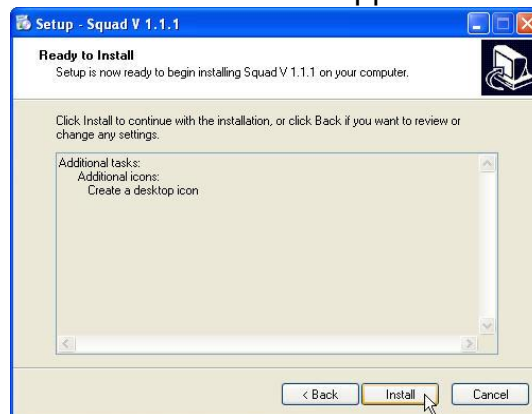 Setup - Squad V 1.1.1
Ready to Install
Setup is now ready to begin installing Squad V 1.1.1 on your computer.
Click Install to continue with the installation, or click Back if you want to review or
change any settings.
Additional tasks:
Additional icons:
Create a desktop icon
< Back
Install
Cancel